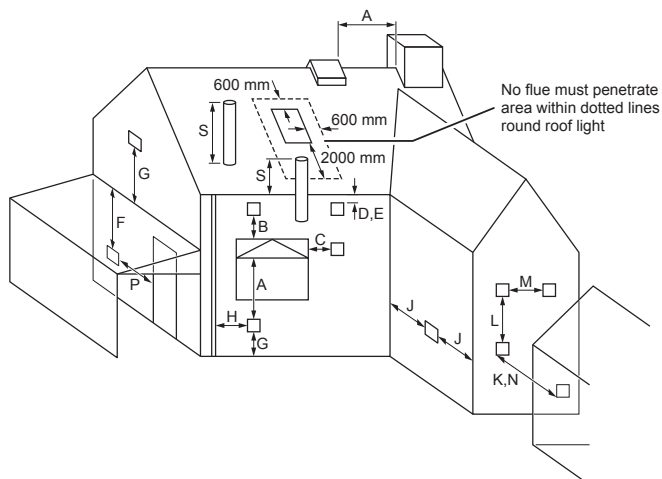 A
600 mm
No flue must penetrate
area within dotted lines
round roof light
600 mm
S
2000 mm
G
S
F
D,E
B
C
P
A
M
J
L
H
J
G
K,N